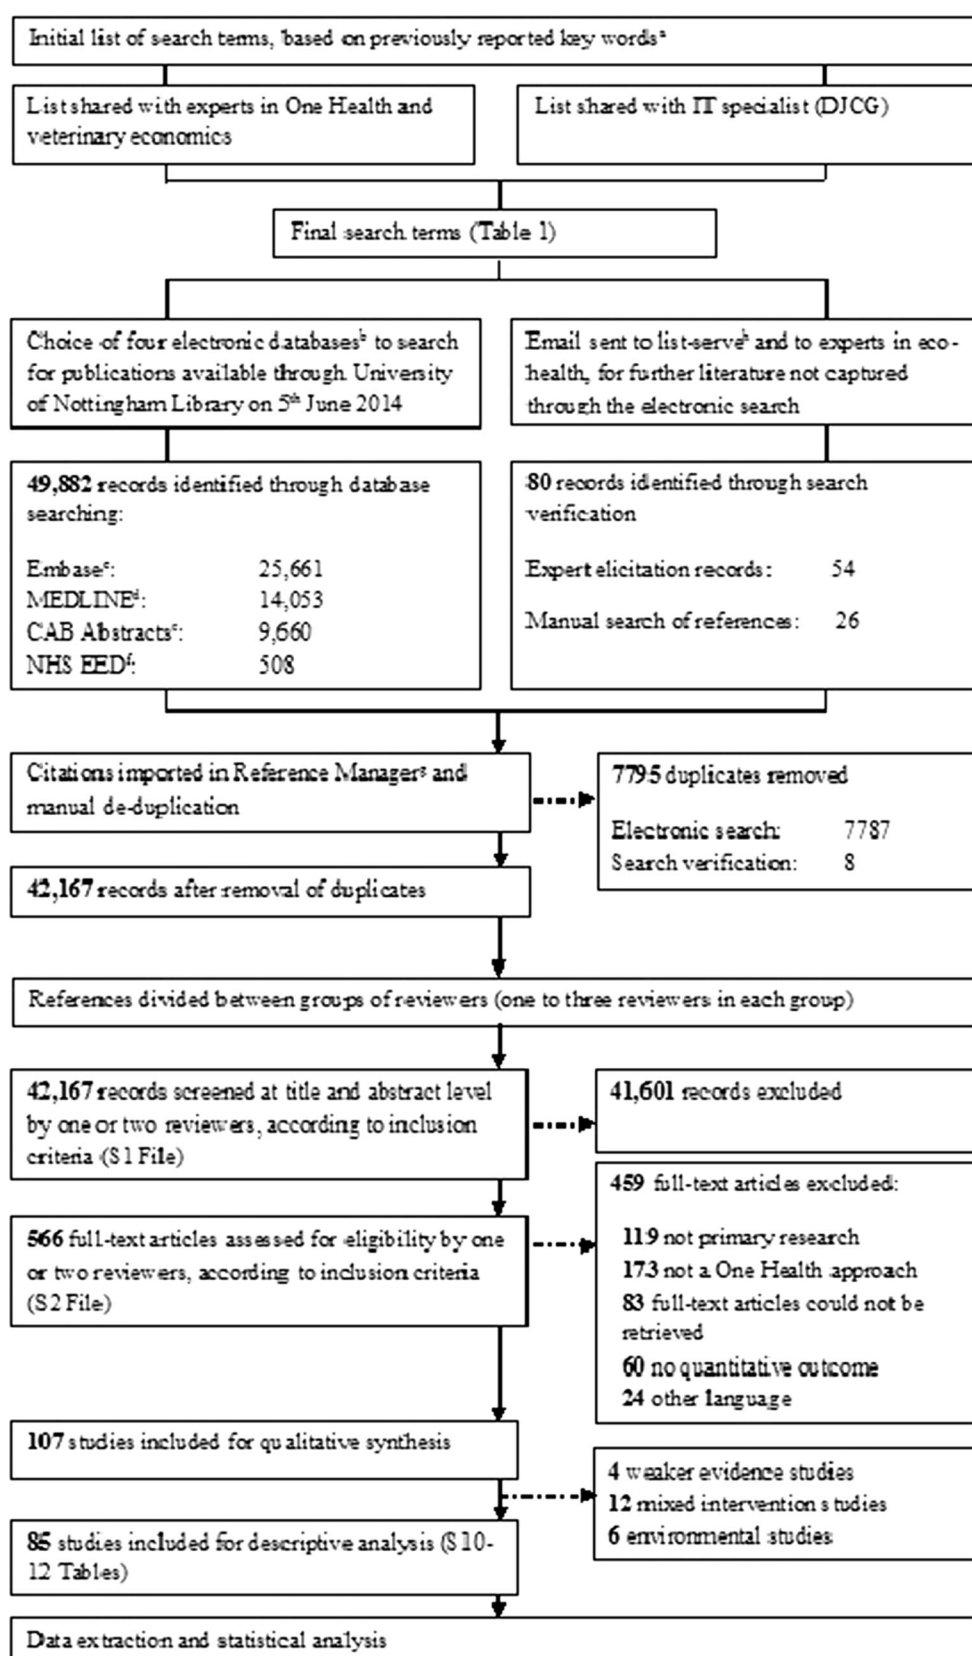 Initial list of search terms, based on previously reported key wordsᵃ
List shared with experts in One Health and
veterinary economics
List shared with IT specialist (DJCG)
Final search terms (Table 1)
Choice of four electronic databasesᵇ to search
for publications available through University
of Nottingham Library on 5ᵗʰ June 2014
Email sent to list-serveʰ and to experts in eco-
health, for further literature not captured
through the electronic search
49,882 records identified through database
searching:
Embaseᶜ: 25,661
MEDLINEᵈ: 14,053
CAB Abstractsᵉ: 9,660
NHS EEDᶠ: 508
80 records identified through search
verification
Expert elicitation records: 54
Manual search of references: 26
Citations imported in Reference Managerᵍ and
manual de-duplication
7795 duplicates removed
Electronic search: 7787
Search verification: 8
42,167 records after removal of duplicates
References divided between groups of reviewers (one to three reviewers in each group)
42,167 records screened at title and abstract level
by one or two reviewers, according to inclusion
criteria (S1 File)
41,601 records excluded
566 full-text articles assessed for eligibility by one
or two reviewers, according to inclusion criteria
(S2 File)
459 full-text articles excluded:
119 not primary research
173 not a One Health approach
83 full-text articles could not be
retrieved
60 no quantitative outcome
24 other language
107 studies included for qualitative synthesis
4 weaker evidence studies
12 mixed intervention studies
6 environmental studies
85 studies included for descriptive analysis (S10-
12 Tables)
Data extraction and statistical analysis